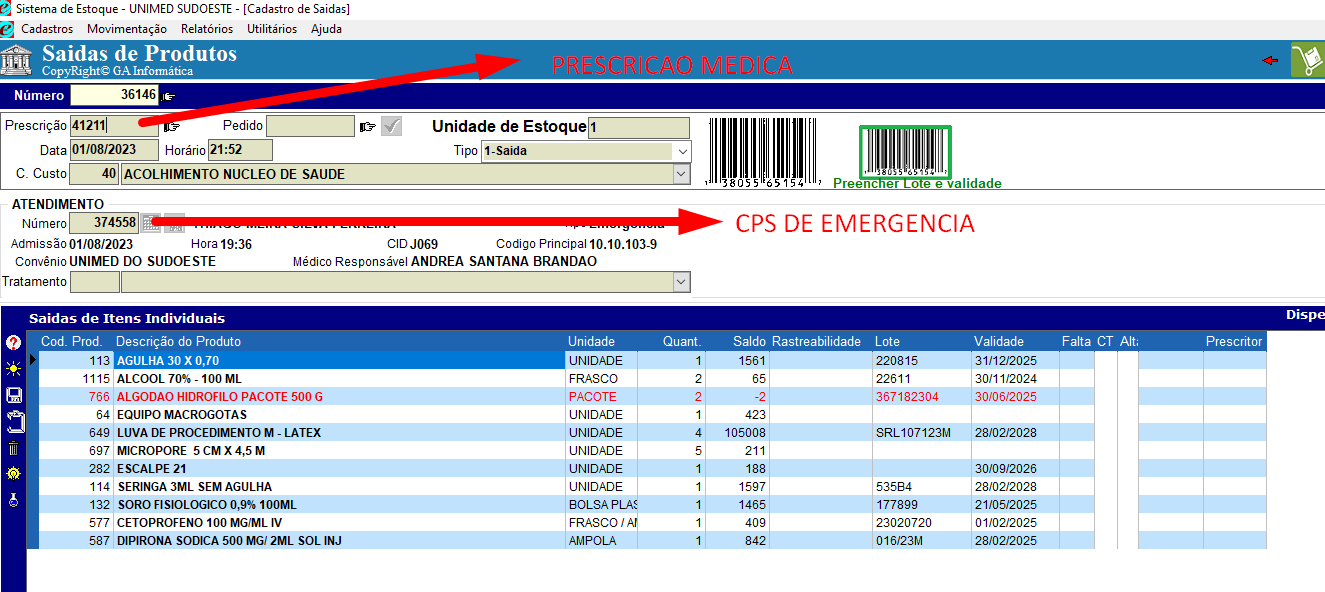 Sistema de Estoque - UNIMED SUDOESTE - [Cadastro de Saidas]
Cadastros Movimentação Relatórios Utilitários Ajuda
Saidas de Produtos
CopyRight© GA Informática
PRESCRICAO MEDICA
Número 36146
Prescrição 41211 Pedido Unidade de Estoque 1
Data 01/08/2023 Horário 21:52 Tipo 1-Saida
C. Custo 40 ACOLHIMENTO NUCLEO DE SAUDE
1 38055 65154 7
1 38055 65154 7
Preencher Lote e validade
ATENDIMENTO
Número 374558 Emergencia
CPS DE EMERGENCIA
Admissão 01/08/2023 Hora 19:36 CID J069 Codigo Principal 10.10.103-9
Convênio UNIMED DO SUDOESTE Médico Responsável ANDREA SANTANA BRANDAO
Tratamento
Saidas de Itens Individuais Dispe
Cod. Prod. Descrição do Produto Unidade Quant. Saldo Rastreabilidade Lote Validade Falta CT Alta Prescritor
113 AGULHA 30 X 0,70 UNIDADE 1 1561 220815 31/12/2025
1115 ALCOOL 70% - 100 ML FRASCO 2 65 22611 30/11/2024
766 ALGODAO HIDROFILO PACOTE 500 G PACOTE 2 -2 367182304 30/06/2025
64 EQUIPO MACROGOTAS UNIDADE 1 423
649 LUVA DE PROCEDIMENTO M - LATEX UNIDADE 4 105008 SRL107123M 28/02/2028
697 MICROPORE 5 CM X 4,5 M UNIDADE 5 211
282 ESCALPE 21 UNIDADE 1 188 30/09/2026
114 SERINGA 3ML SEM AGULHA UNIDADE 1 1597 535B4 28/02/2028
132 SORO FISIOLOGICO 0,9% 100ML BOLSA PLAS 1 1465 177899 21/05/2025
577 CETOPROFENO 100 MG/ML IV FRASCO / AM 1 409 23020720 01/02/2025
587 DIPIRONA SODICA 500 MG/ 2ML SOL INJ AMPOLA 1 842 016/23M 28/02/2025